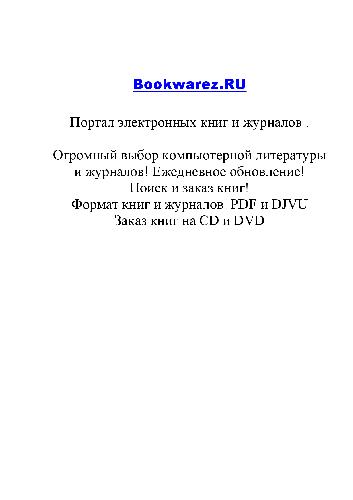 Bookwarez.RU
Портал электронных книг и журналов .
Огромный выбор компьютерной литературы
и журналов! Ежедневное обновление!
Поиск и заказ книг!
Формат книг и журналов PDF и DJVU
Заказ книг на CD и DVD